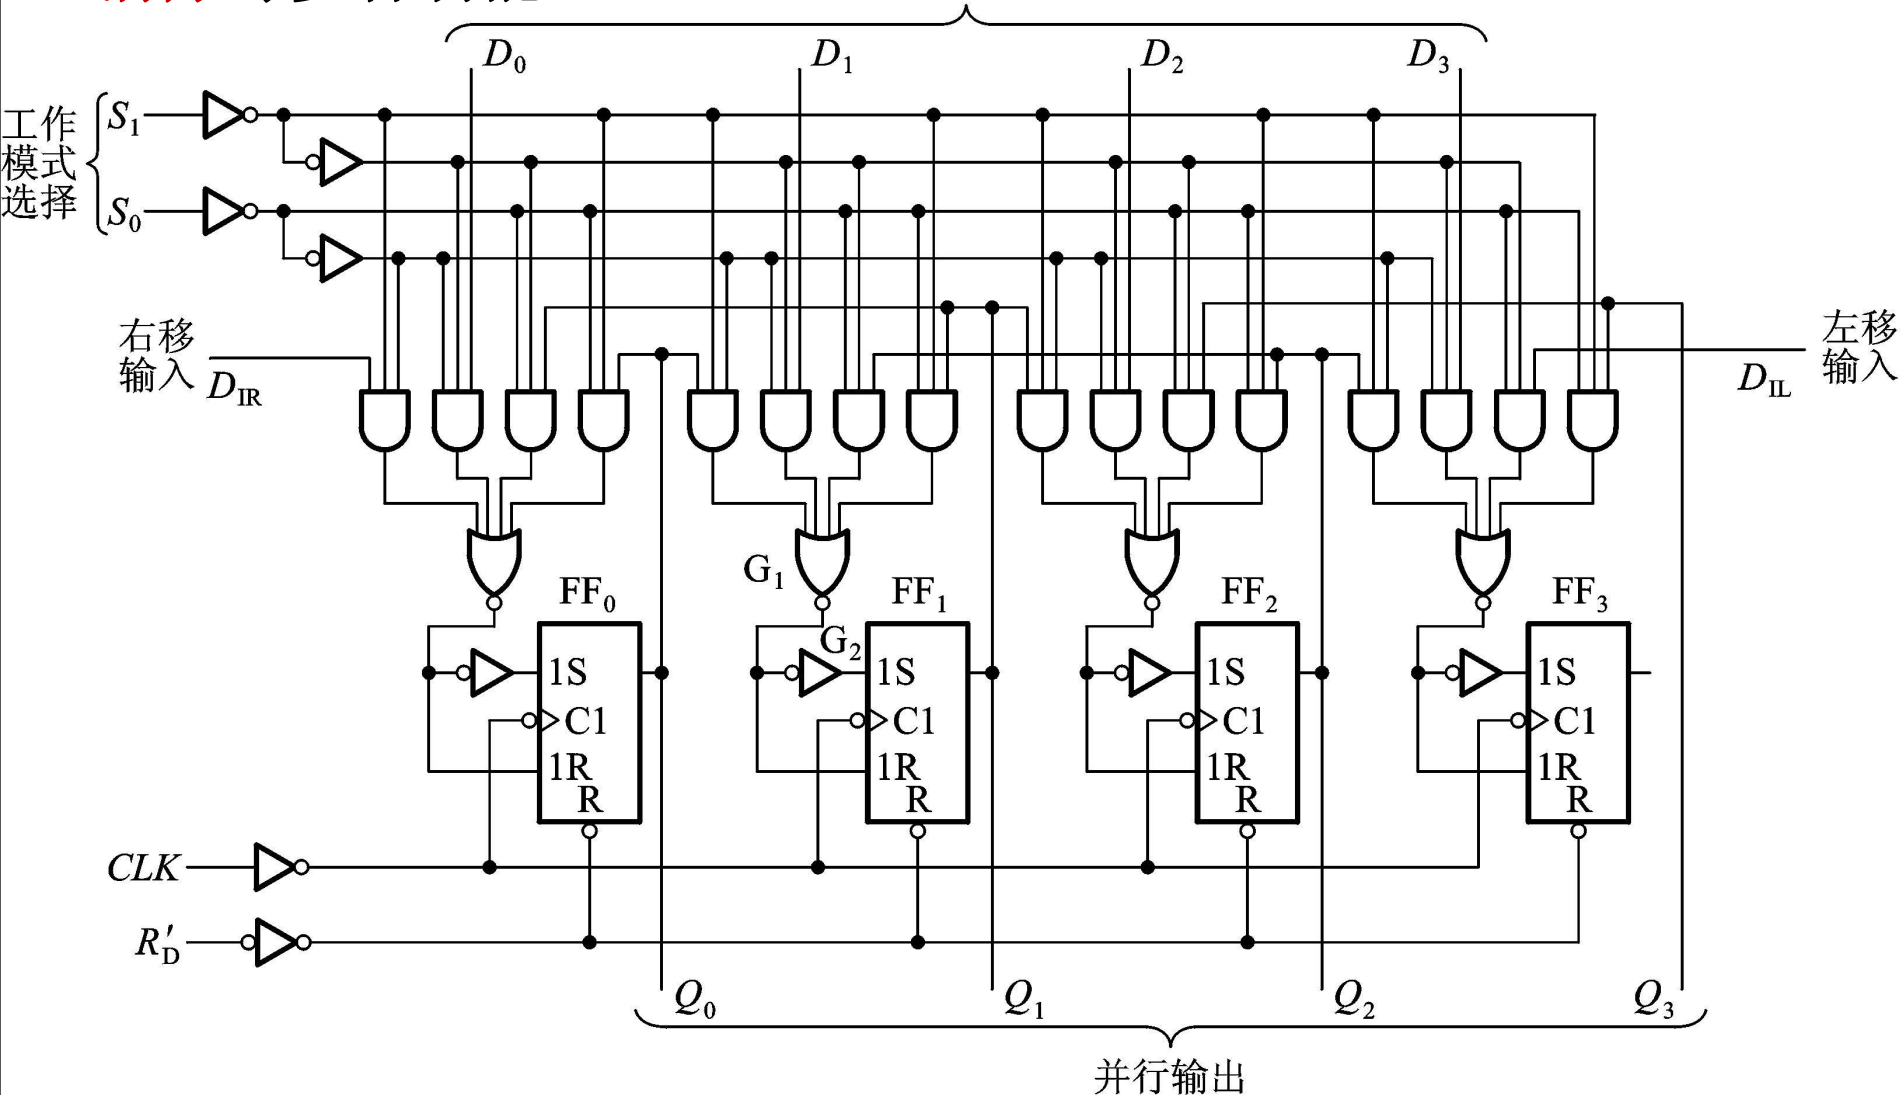 D0 D1 D2 D3
工作
模式
选择
S1
S0
右移
输入
DIR
左移
输入
DIL
G1 FF0 FF1 FF2 FF3
G2
1S 1S 1S 1S
C1 C1 C1 C1
1R 1R 1R 1R
R R R R
CLK
R′D
Q0 Q1 Q2 Q3
并行输出